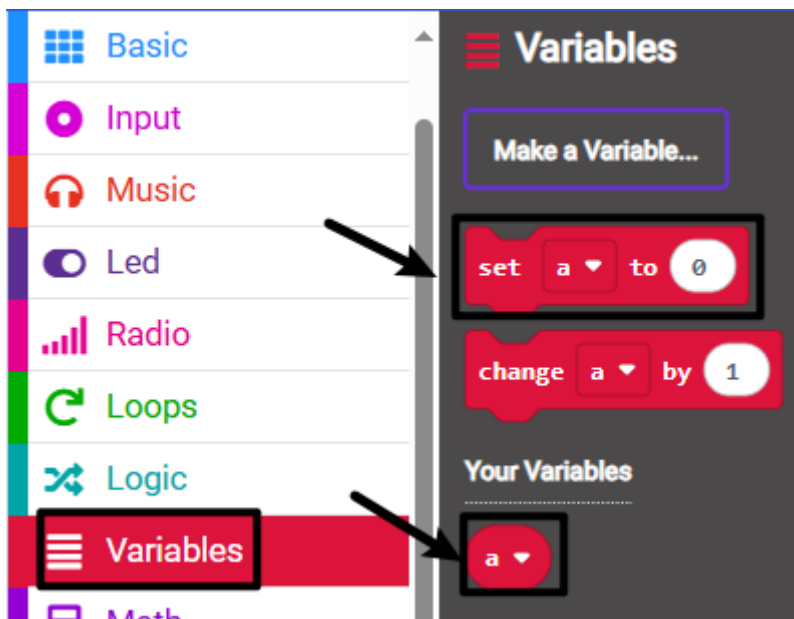 Basic
Input
Music
Led
Radio
Loops
Logic
Variables
Math
Variables
Make a Variable...
set a to 0
change a by 1
Your Variables
a